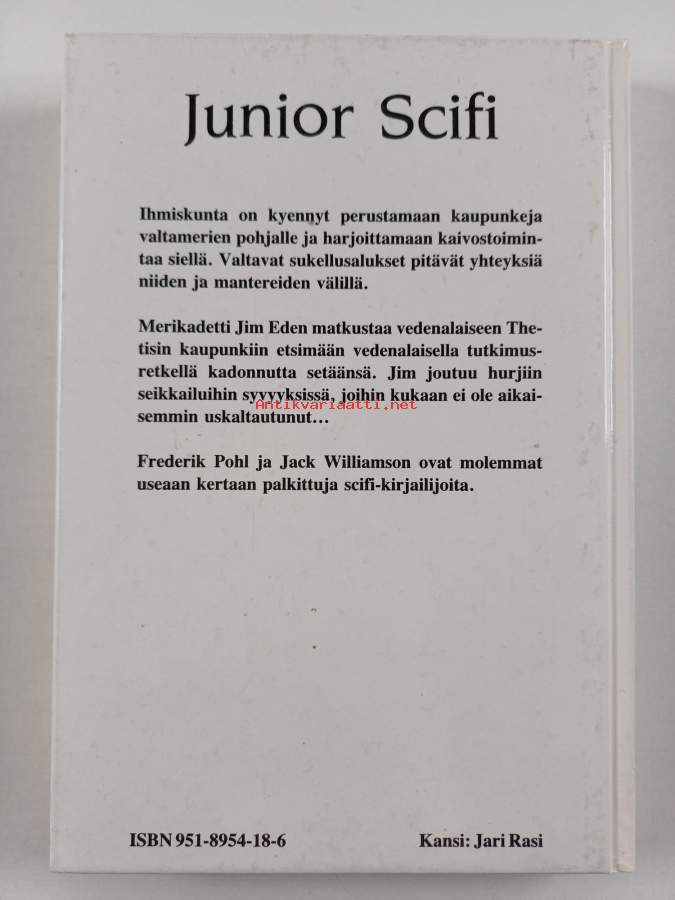 Junior Scifi
Ihmiskunta on kyennyt perustamaan kaupunkeja
valtamerien pohjalle ja harjoittamaan kaivostoimin-
taa siellä. Valtavat sukellusalukset pitävät yhteyksiä
niiden ja mantereiden välillä.
Merikadetti Jim Eden matkustaa vedenalaiseen The-
tisin kaupunkiin etsimään vedenalaisella tutkimus-
retkellä kadonnutta setäänsä. Jim joutuu hurjiin
seikkailuihin syvyyksissä, joihin kukaan ei ole aikai-
Antikvariaatti.net
semmin uskaltautunut...
Frederik Pohl ja Jack Williamson ovat molemmat
useaan kertaan palkittuja scifi-kirjailijoita.
ISBN 951-8954-18-6
Kansi: Jari Rasi